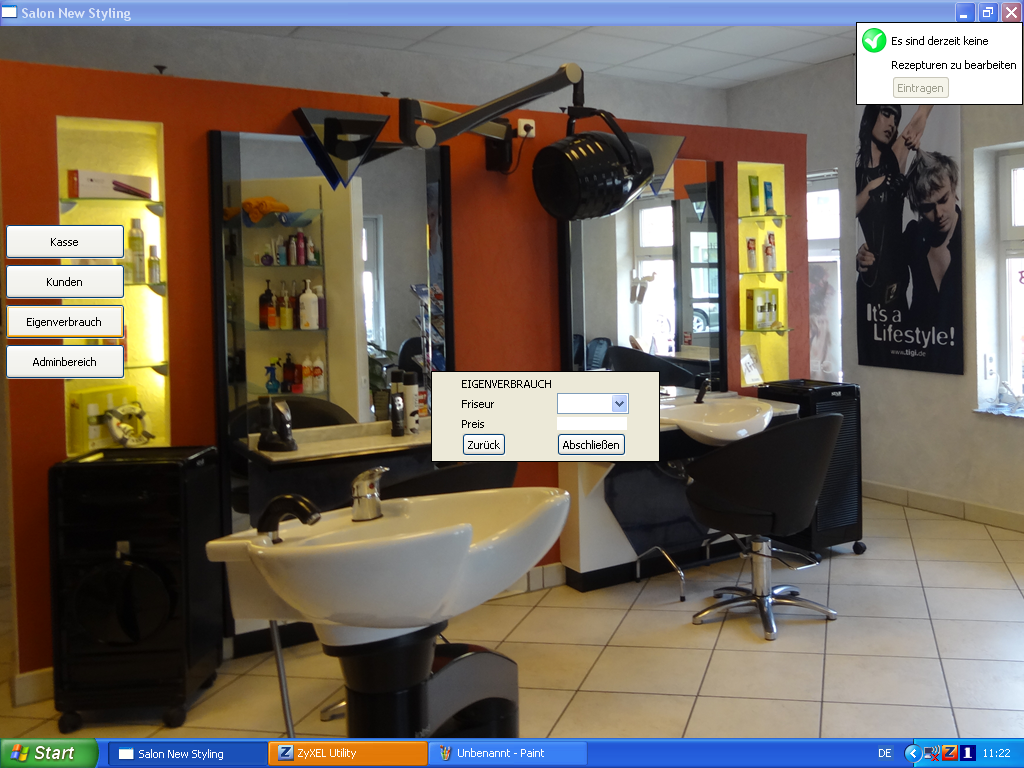 Salon New Styling
Es sind derzeit keine
Rezepturen zu bearbeiten
Eintragen
Kasse
Kunden
Eigenverbrauch
Adminbereich
It's a
Lifestyle!
www.tigi.de
EIGENVERBRAUCH
Friseur
Preis
Zurück
Abschließen
Start
Salon New Styling
Z ZyXEL Utility
Unbenannt - Paint
DE
Z
1
11:22